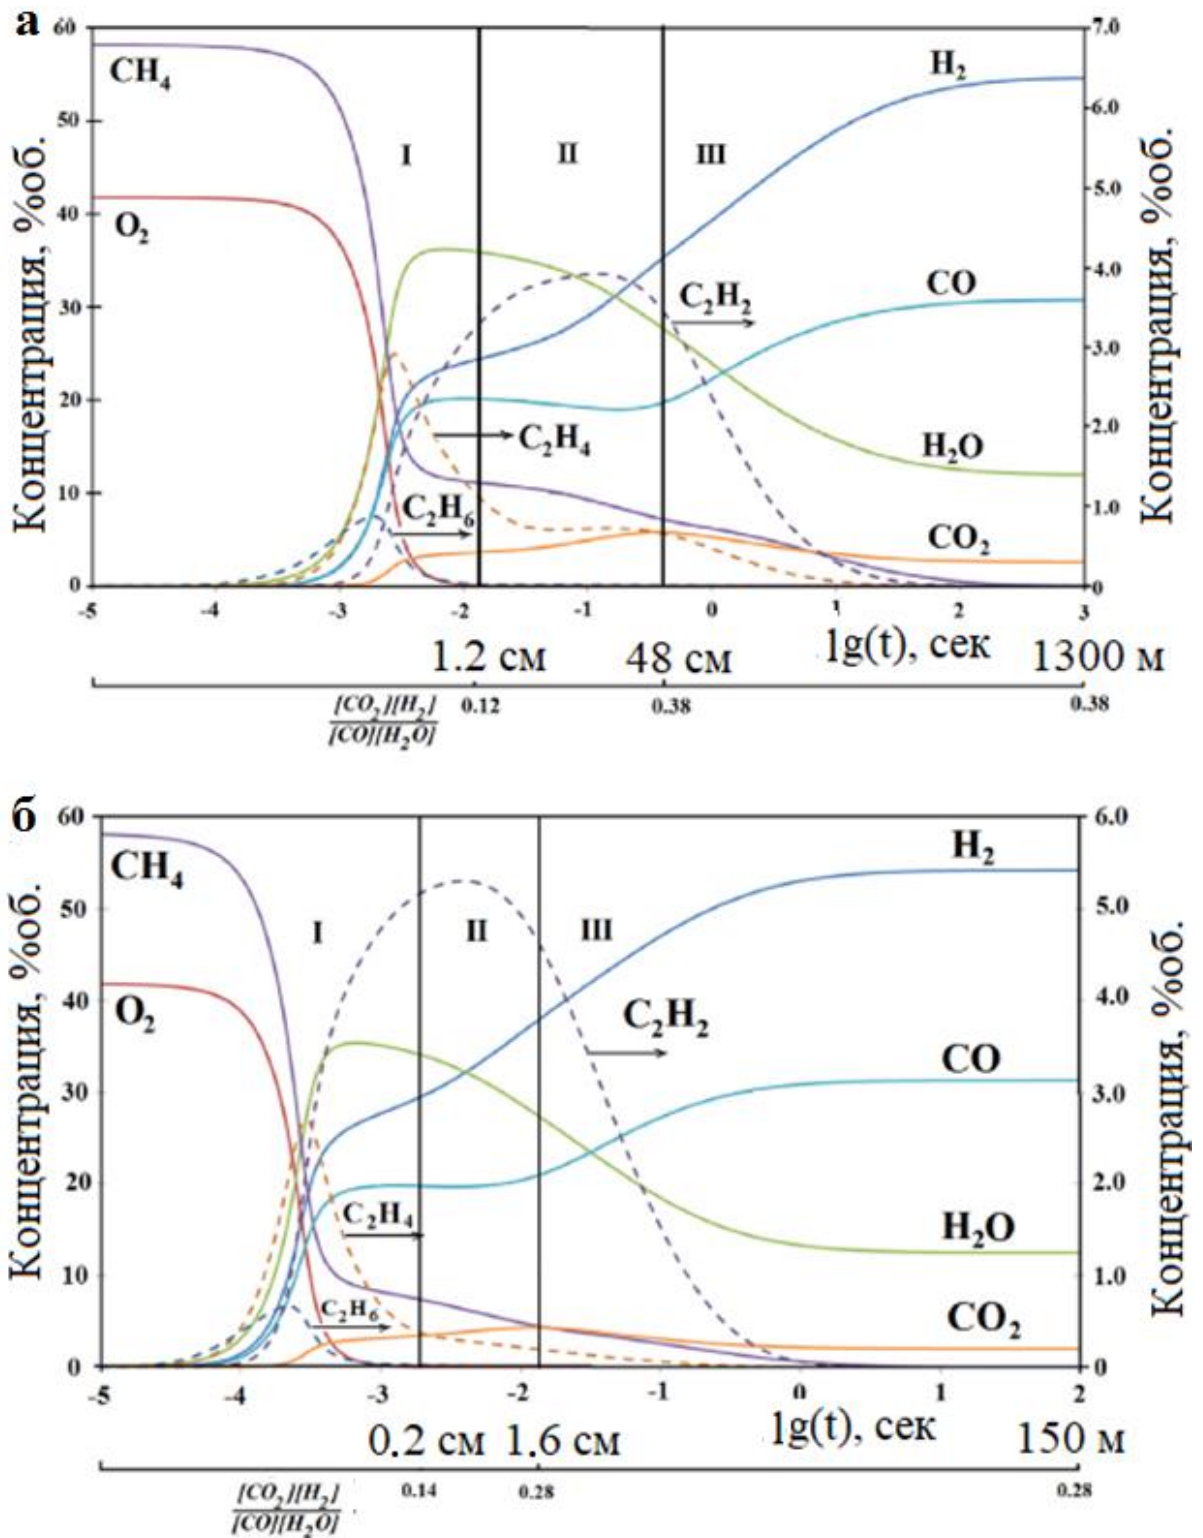 а
60
50
40
30
20
10
0
Концентрация, %об.
CH₄
O₂
I
II
III
H₂
CO
H₂O
CO₂
C₂H₂
C₂H₄
C₂H₆
7.0
6.0
5.0
4.0
3.0
2.0
1.0
0
Концентрация, %об.
-5 -4 -3 -2 -1 0 1 2 3
1.2 см 48 см lg(t), сек 1300 м
[CO₂][H₂]
[CO][H₂O]
0.12 0.38 0.38
б
60
50
40
30
20
10
0
Концентрация, %об.
CH₄
O₂
I
II
III
H₂
C₂H₂
CO
C₂H₄
H₂O
C₂H₆
CO₂
6.0
5.0
4.0
3.0
2.0
1.0
0
Концентрация, %об.
-5 -4 -3 -2 -1 0 1 2
0.2 см 1.6 см lg(t), сек 150 м
[CO₂][H₂]
[CO][H₂O]
0.14 0.28 0.28